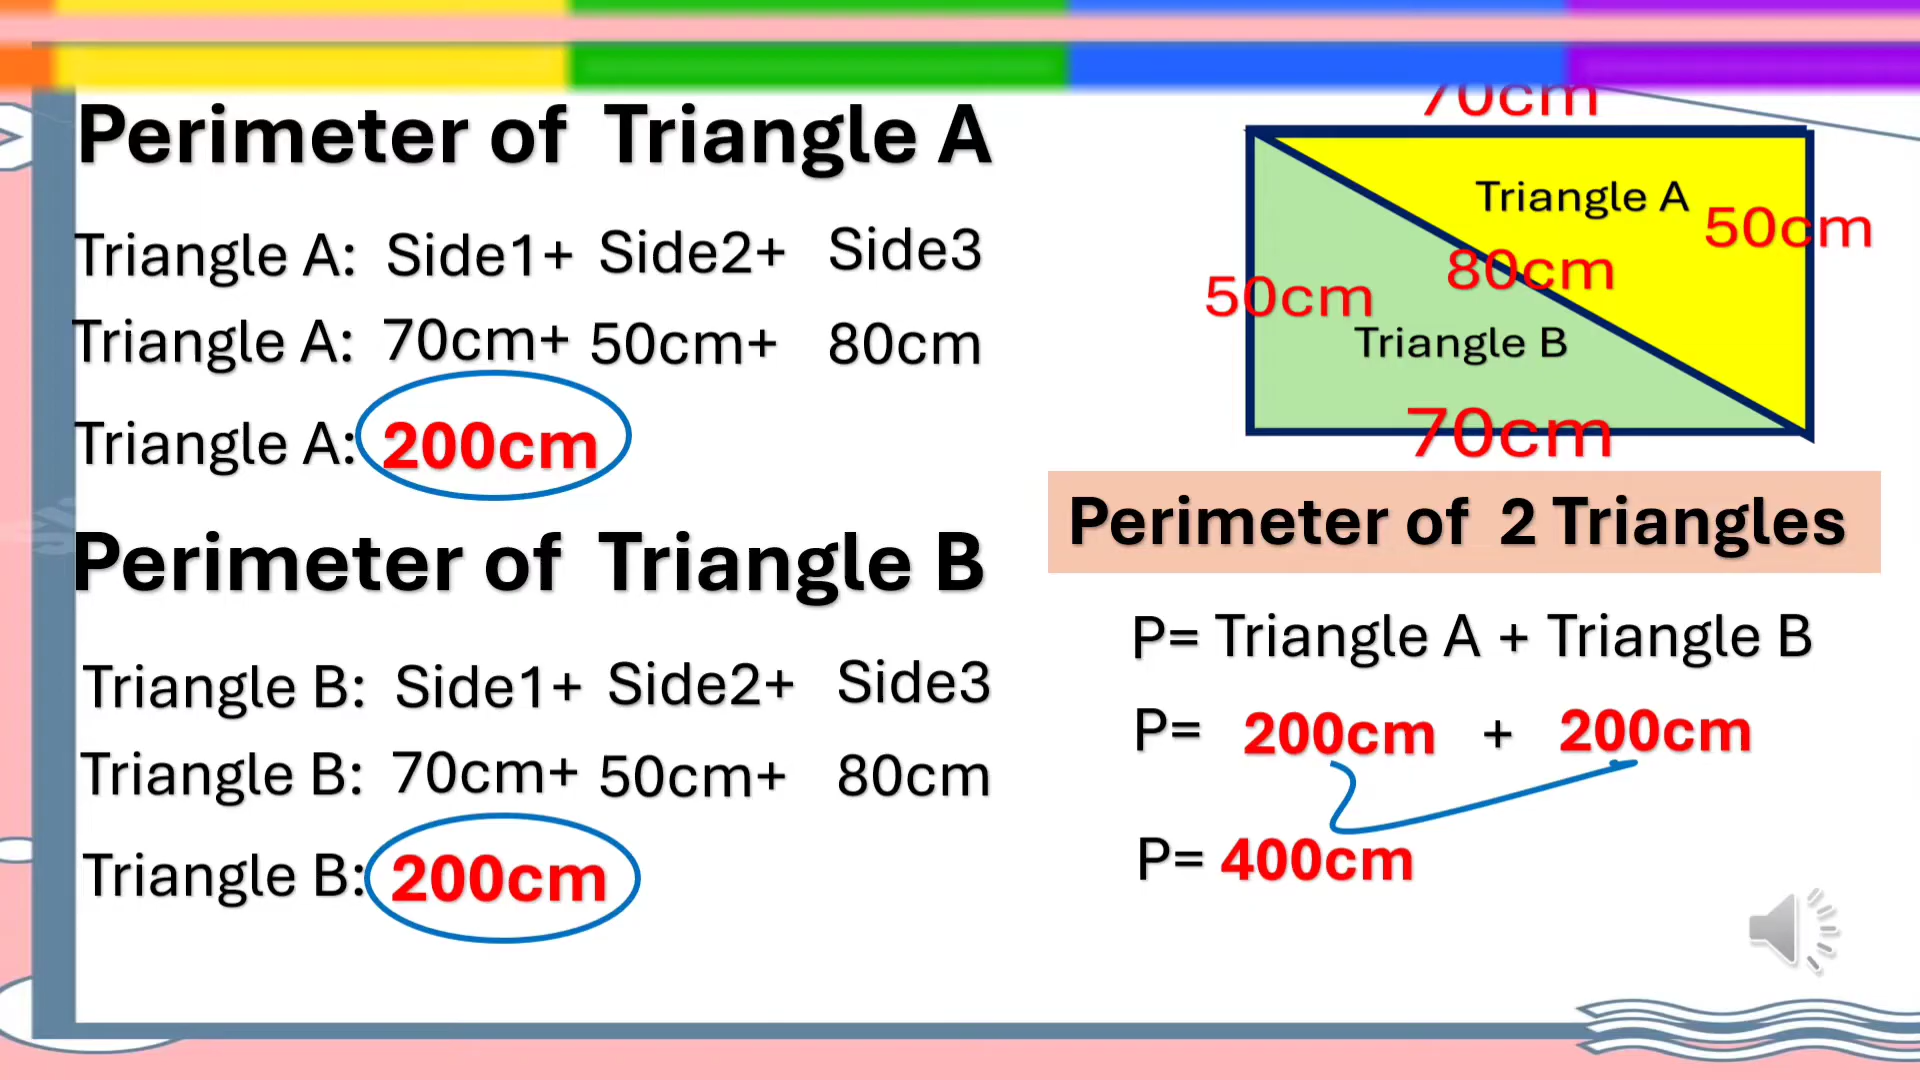 Perimeter of Triangle A
Triangle A: Side1+ Side2+ Side3
Triangle A: 70cm+ 50cm+ 80cm
Triangle A: 200cm
Perimeter of Triangle B
Triangle B: Side1+ Side2+ Side3
Triangle B: 70cm+ 50cm+ 80cm
Triangle B: 200cm
70cm
Triangle A
50cm
80cm
50cm
Triangle B
70cm
Perimeter of 2 Triangles
P= Triangle A + Triangle B
P= 200cm + 200cm
P= 400cm